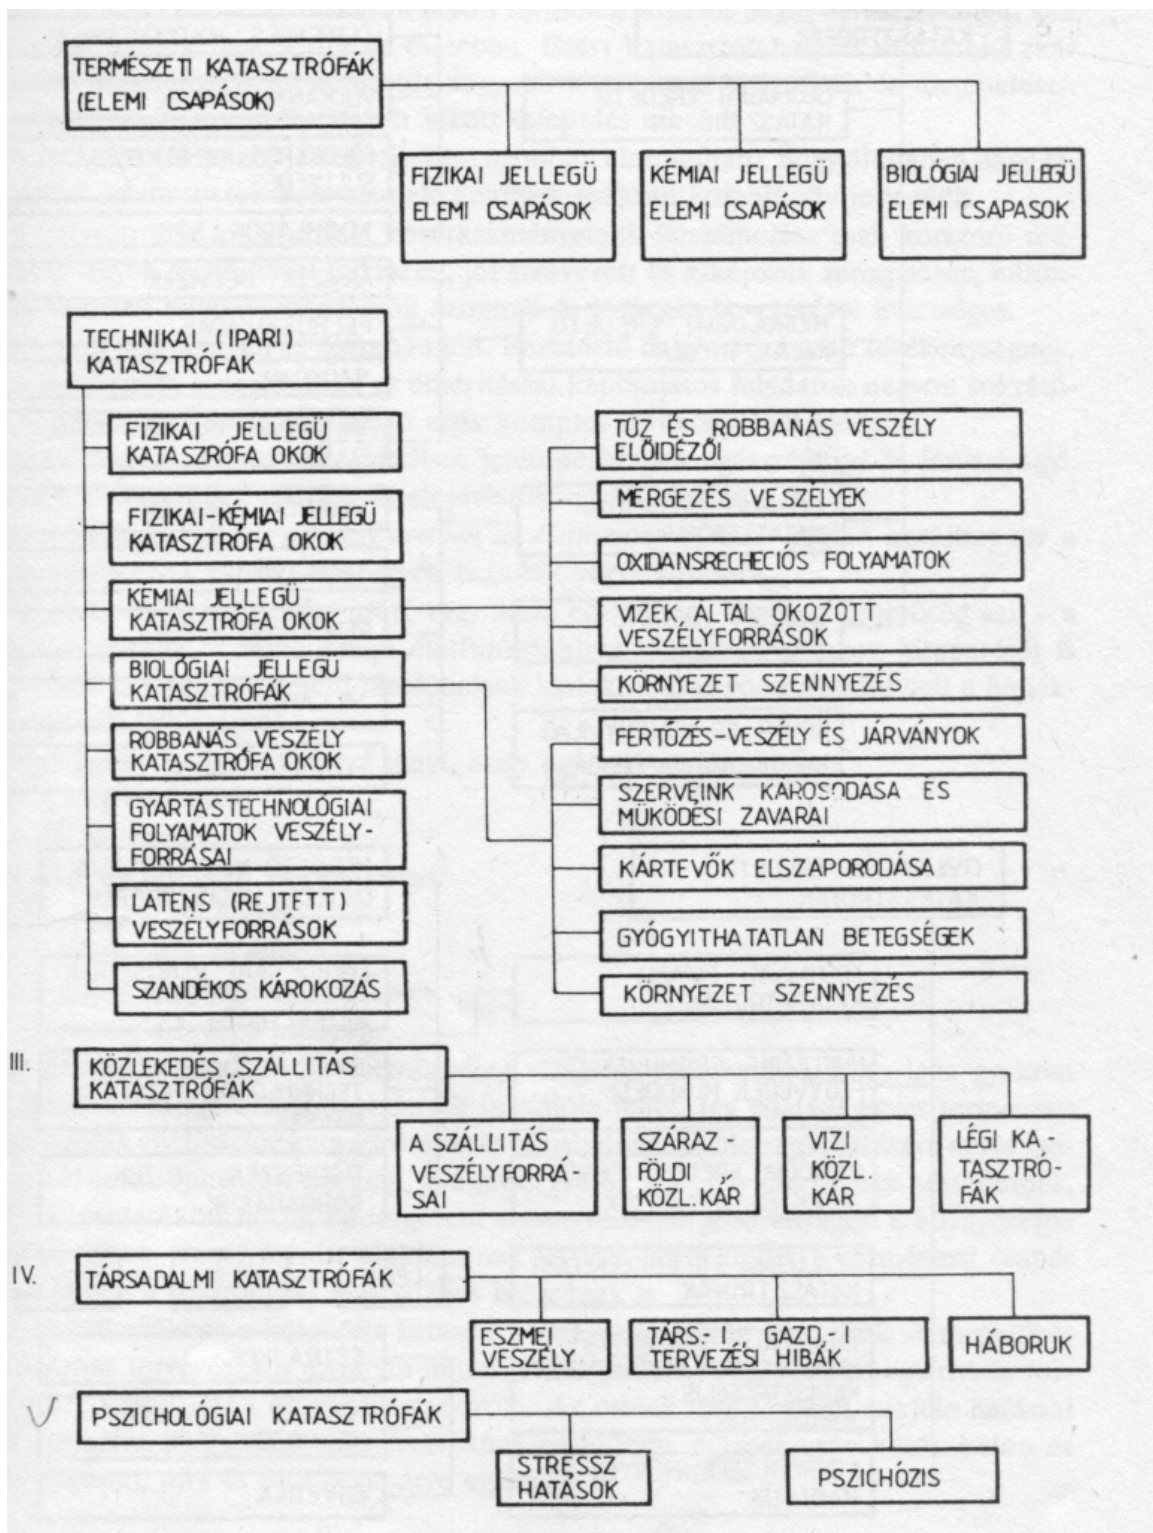 TERMÉSZETI KATASZTRÓFÁK
(ELEMI CSAPÁSOK)
FIZIKAI JELLEGÜ
ELEMI CSAPÁSOK
KÉMIAI JELLEGÜ
ELEMI CSAPÁSOK
BIOLÓGIAI JELLEGÜ
ELEMI CSAPASOK
TECHNIKAI (IPARI)
KATASZTRÓFAK
FIZIKAI JELLEGÜ
KATASZRÓFA OKOK
FIZIKAI-KÉMIAI JELLEGÜ
KATASZTRÓFA OKOK
KÉMIAI JELLEGÜ
KATASZTRÓFA OKOK
BIOLÓGIAI JELLEGÜ
KATASZTRÓFÁK
ROBBANÁS VESZÉLY
KATASZTRÓFA OKOK
GYÁRTÁSTECHNOLÓGIAI
FOLYAMATOK VESZÉLY-
FORRÁSAI
LATENS (REJTETT)
VESZÉLYFORRÁSOK
SZANDÉKOS KÁROKOZÁS
TÜZ ÉS ROBBANÁS VESZÉLY
ELŐIDÉZŐI
MÉRGEZÉS VESZÉLYEK
OXIDANSRECHECIÓS FOLYAMATOK
VIZEK ÁLTAL OKOZOTT
VESZÉLYFORRÁSOK
KÖRNYEZET SZENNYEZÉS
FERTŐZÉS-VESZÉLY ÉS JÁRVÁNYOK
SZERVEINK KÁROSODÁSA ÉS
MÜKÖDÉSI ZAVARAI
KÁRTEVŐK ELSZAPORODÁSA
GYÓGYITHATATLAN BETEGSÉGEK
KÖRNYEZET SZENNYEZÉS
III. KÖZLEKEDÉS SZÁLLITÁS
KATASZTRÓFÁK
A SZÁLLITÁS
VESZÉLYFORRÁ-
SAI
SZÁRAZ-
FÖLDI
KÖZL.KÁR
VIZI
KÖZL.
KÁR
LÉGI KA-
TASZTRÓ-
FÁK
IV. TÁRSADALMI KATASZTRÓFÁK
ESZMEI
VESZÉLY
TÁRS.-I GAZD.-I
TERVEZÉSI HIBÁK
HÁBORUK
V PSZICHOLÓGIAI KATASZTRÓFÁK
STRESSZ
HATÁSOK
PSZICHÓZIS